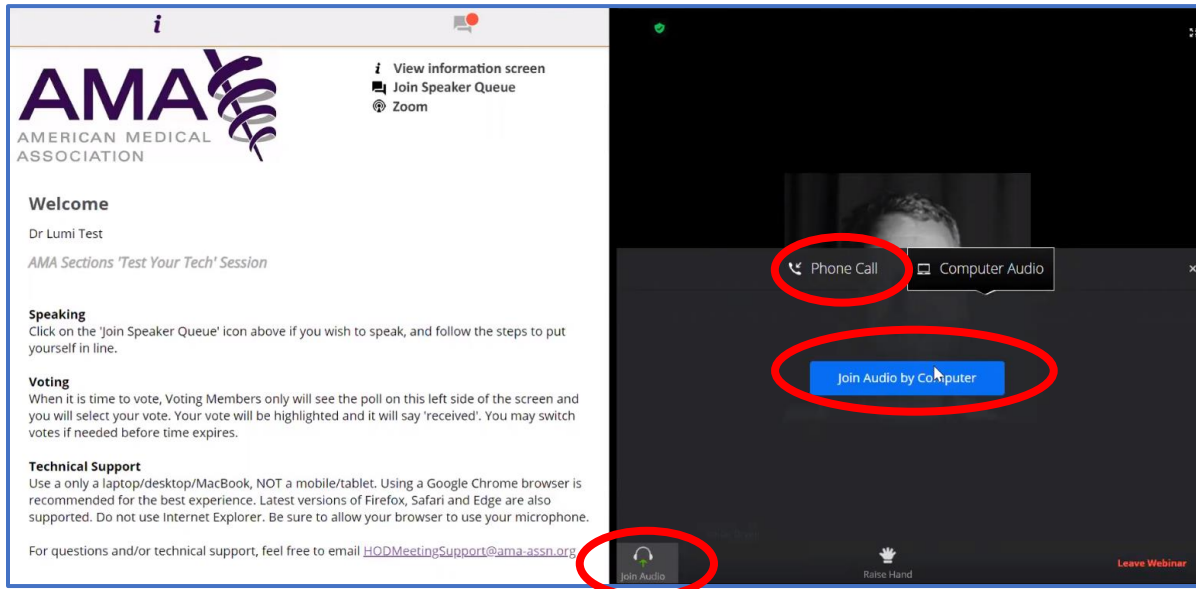 i
AMA
AMERICAN MEDICAL
ASSOCIATION
i View information screen
Join Speaker Queue
Zoom
Welcome
Dr Lumi Test
AMA Sections 'Test Your Tech' Session
Speaking
Click on the 'Join Speaker Queue' icon above if you wish to speak, and follow the steps to put
yourself in line.
Voting
When it is time to vote, Voting Members only will see the poll on this left side of the screen and
you will select your vote. Your vote will be highlighted and it will say 'received'. You may switch
votes if needed before time expires.
Technical Support
Use a only a laptop/desktop/MacBook, NOT a mobile/tablet. Using a Google Chrome browser is
recommended for the best experience. Latest versions of Firefox, Safari and Edge are also
supported. Do not use Internet Explorer. Be sure to allow your browser to use your microphone.
For questions and/or technical support, feel free to email HODMeetingSupport@ama-assn.org
Phone Call
Computer Audio
Join Audio by Computer
Join Audio
Raise Hand
Leave Webinar